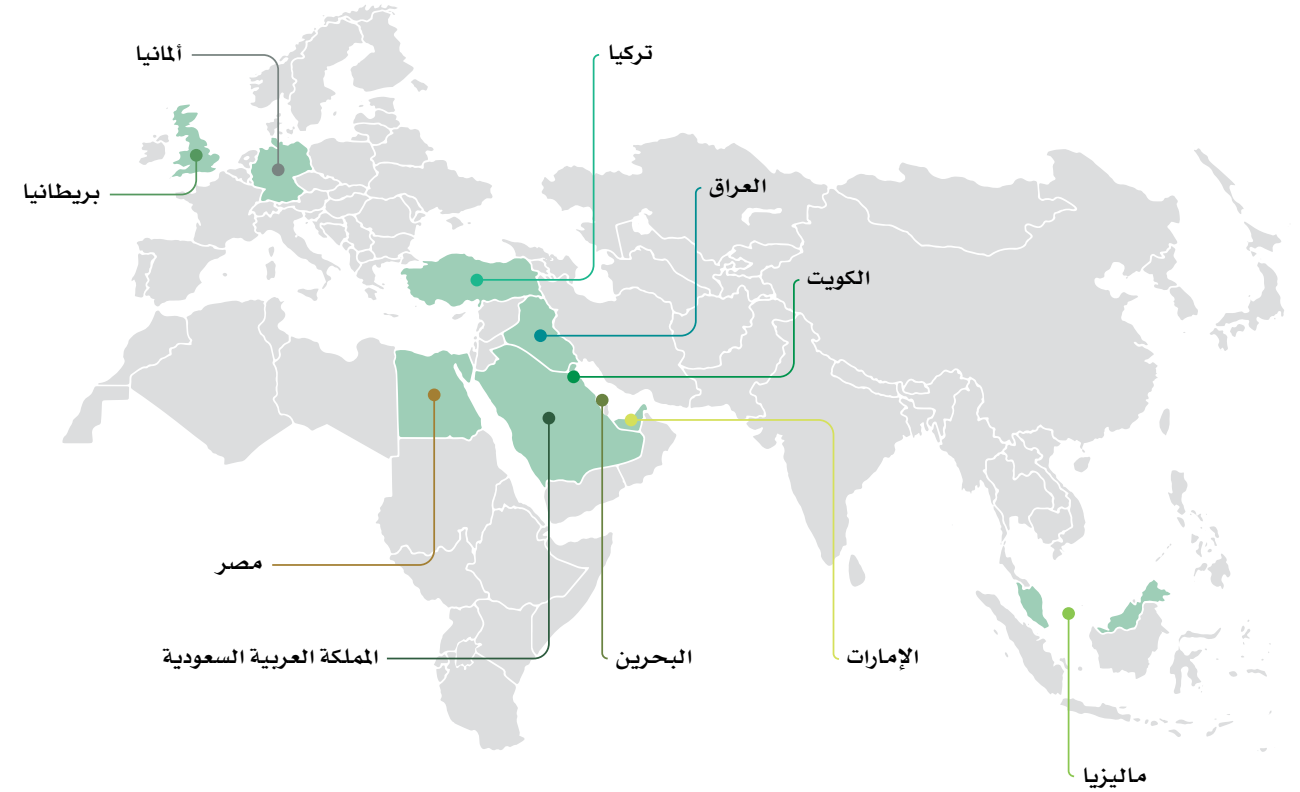 تركيا
ألمانيا
العراق
بريطانيا
الكويت
مصر
الإمارات
البحرين
المملكة العربية السعودية
ماليزيا